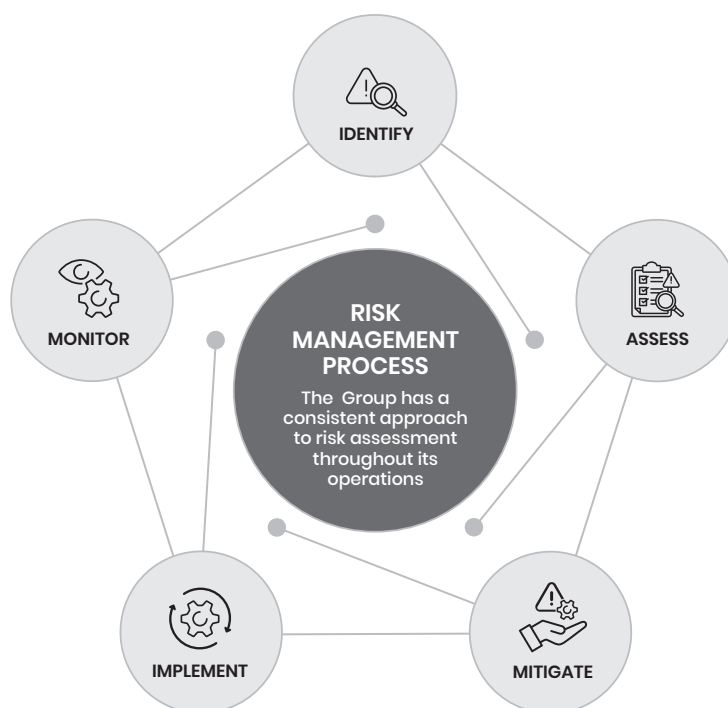 IDENTIFY
ASSESS
MITIGATE
IMPLEMENT
MONITOR
RISK
MANAGEMENT
PROCESS
The Group has a
consistent approach
to risk assessment
throughout its
operations